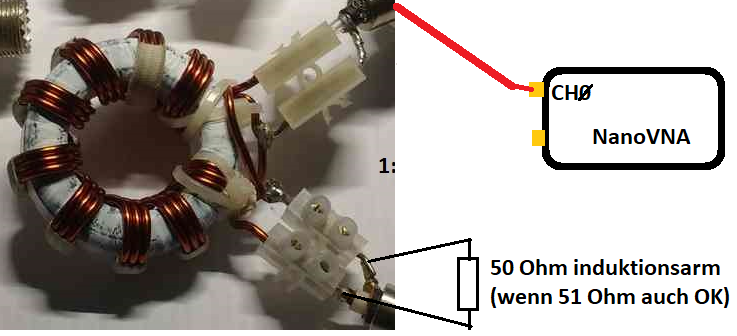 CHØ
NanoVNA
1:
50 Ohm induktionsarm
(wenn 51 Ohm auch OK)